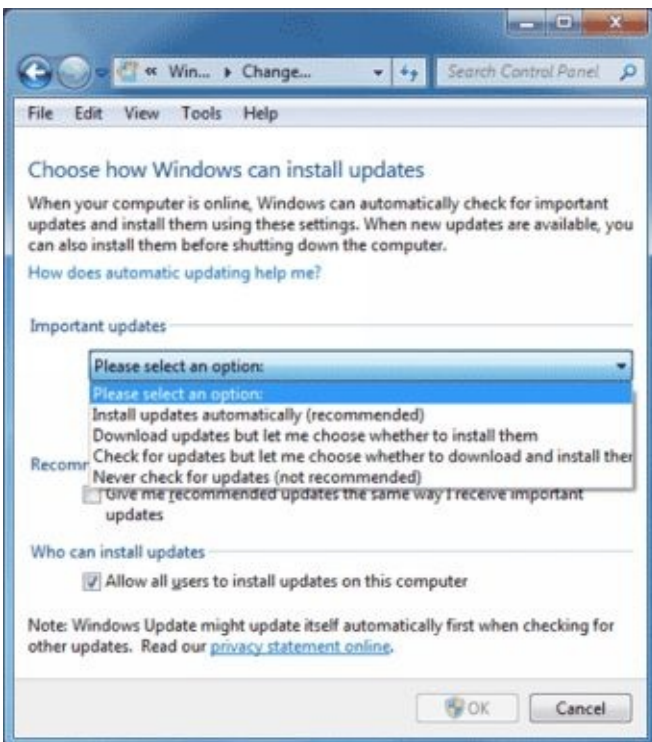 « Win... ▸ Change...
Search Control Panel
File Edit View Tools Help
Choose how Windows can install updates
When your computer is online, Windows can automatically check for important
updates and install them using these settings. When new updates are available, you
can also install them before shutting down the computer.
How does automatic updating help me?
Important updates
Please select an option:
Please select an option:
Install updates automatically (recommended)
Download updates but let me choose whether to install them
Check for updates but let me choose whether to download and install ther
Never check for updates (not recommended)
Recomr
Give me recommended updates the same way I receive important
updates
Who can install updates
Allow all users to install updates on this computer
Note: Windows Update might update itself automatically first when checking for
other updates. Read our privacy statement online.
OK
Cancel